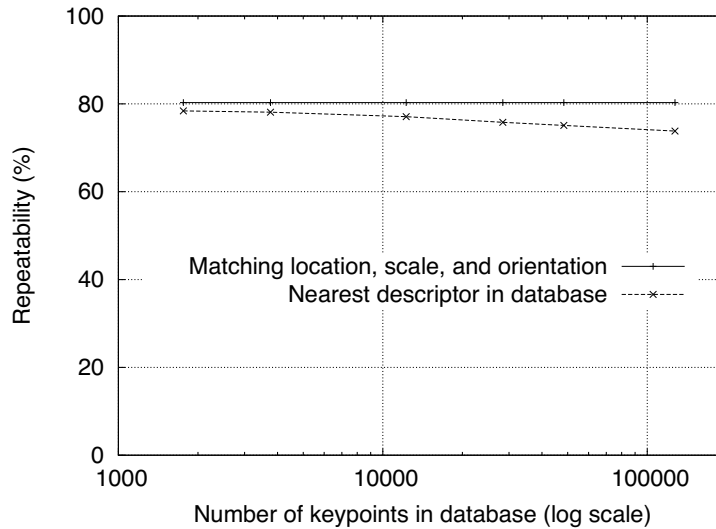 100
80
60
40
20
0
Repeatability (%)
Matching location, scale, and orientation
Nearest descriptor in database
1000 10000 100000
Number of keypoints in database (log scale)